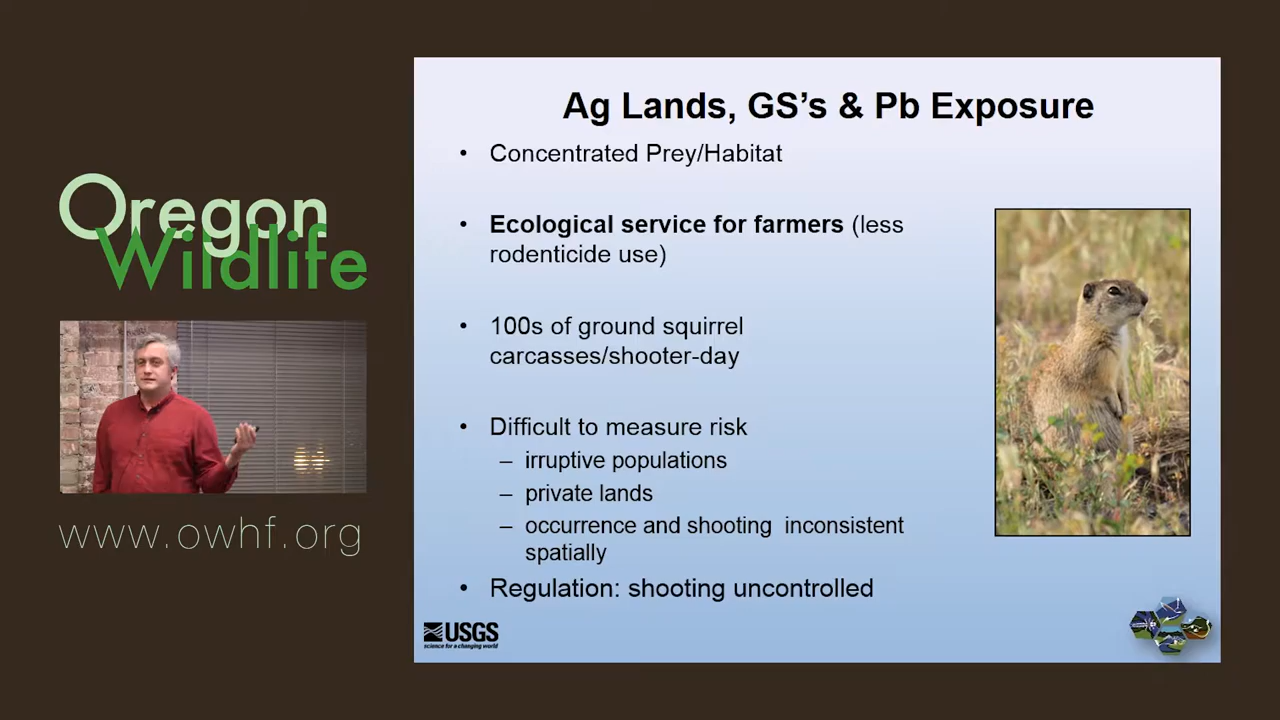 Oregon
Wildlife
www.owhf.org
Ag Lands, GS's & Pb Exposure
• Concentrated Prey/Habitat
• Ecological service for farmers (less
rodenticide use)
• 100s of ground squirrel
carcasses/shooter-day
• Difficult to measure risk
– irruptive populations
– private lands
– occurrence and shooting inconsistent
spatially
• Regulation: shooting uncontrolled
USGS
science for a changing world